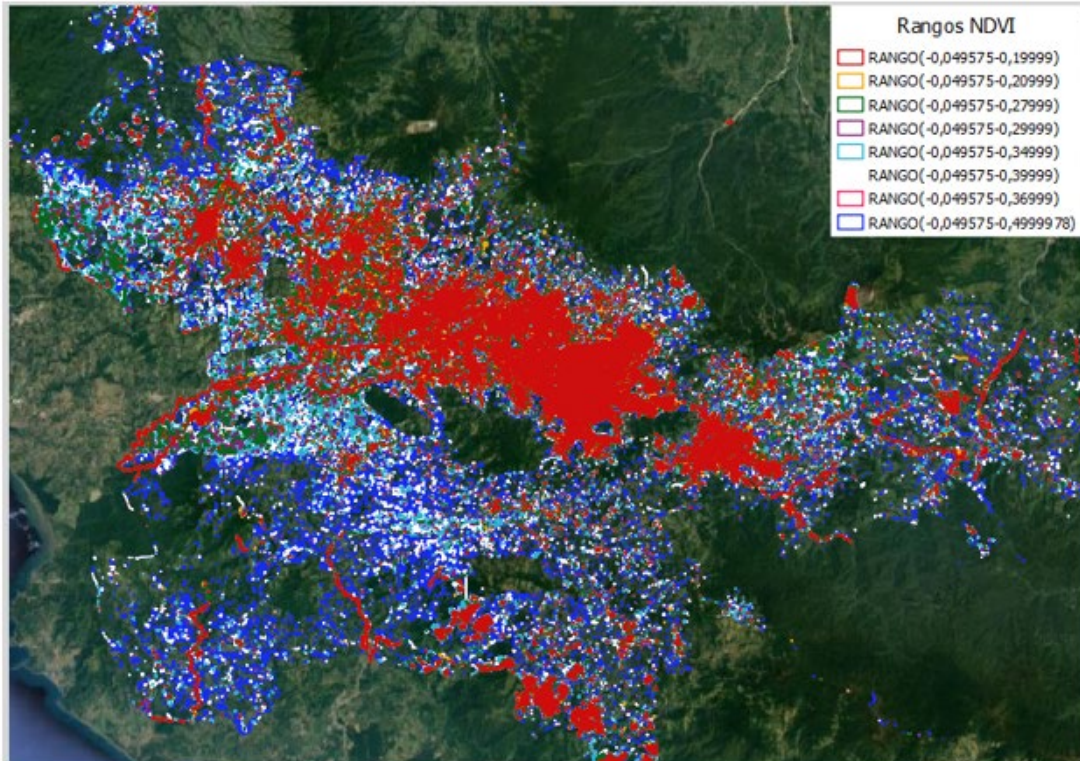 Rangos NDVI
RANGO(-0,049575-0,19999)
RANGO(-0,049575-0,20999)
RANGO(-0,049575-0,27999)
RANGO(-0,049575-0,29999)
RANGO(-0,049575-0,34999)
RANGO(-0,049575-0,39999)
RANGO(-0,049575-0,36999)
RANGO(-0,049575-0,4999978)